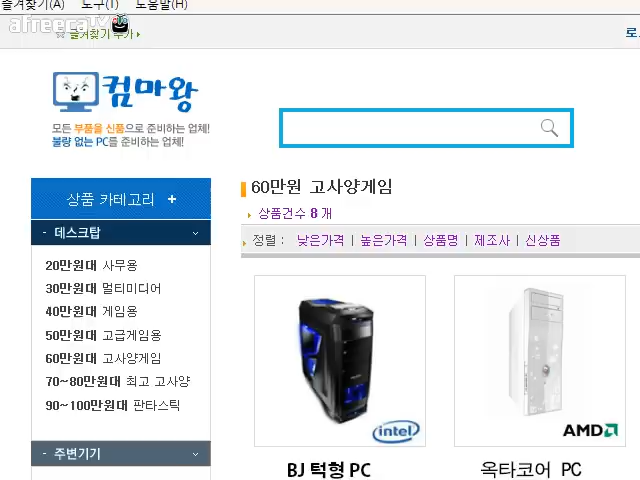 즐겨찾기(A) 도구(T) 도움말(H)
afreecaTV
즐겨찾기 추가
로
컴마왕
모든 부품을 신품으로 준비하는 업체!
불량 없는 PC를 준비하는 업체!
상품 카테고리 +
- 데스크탑
20만원대 사무용
30만원대 멀티미디어
40만원대 게임용
50만원대 고급게임용
60만원대 고사양게임
70~80만원대 최고 고사양
90~100만원대 판타스틱
- 주변기기
60만원 고사양게임
상품건수 8 개
정렬 : 낮은가격 | 높은가격 | 상품명 | 제조사 | 신상품
intel
AMD
BJ 턱형 PC
옥타코어 PC